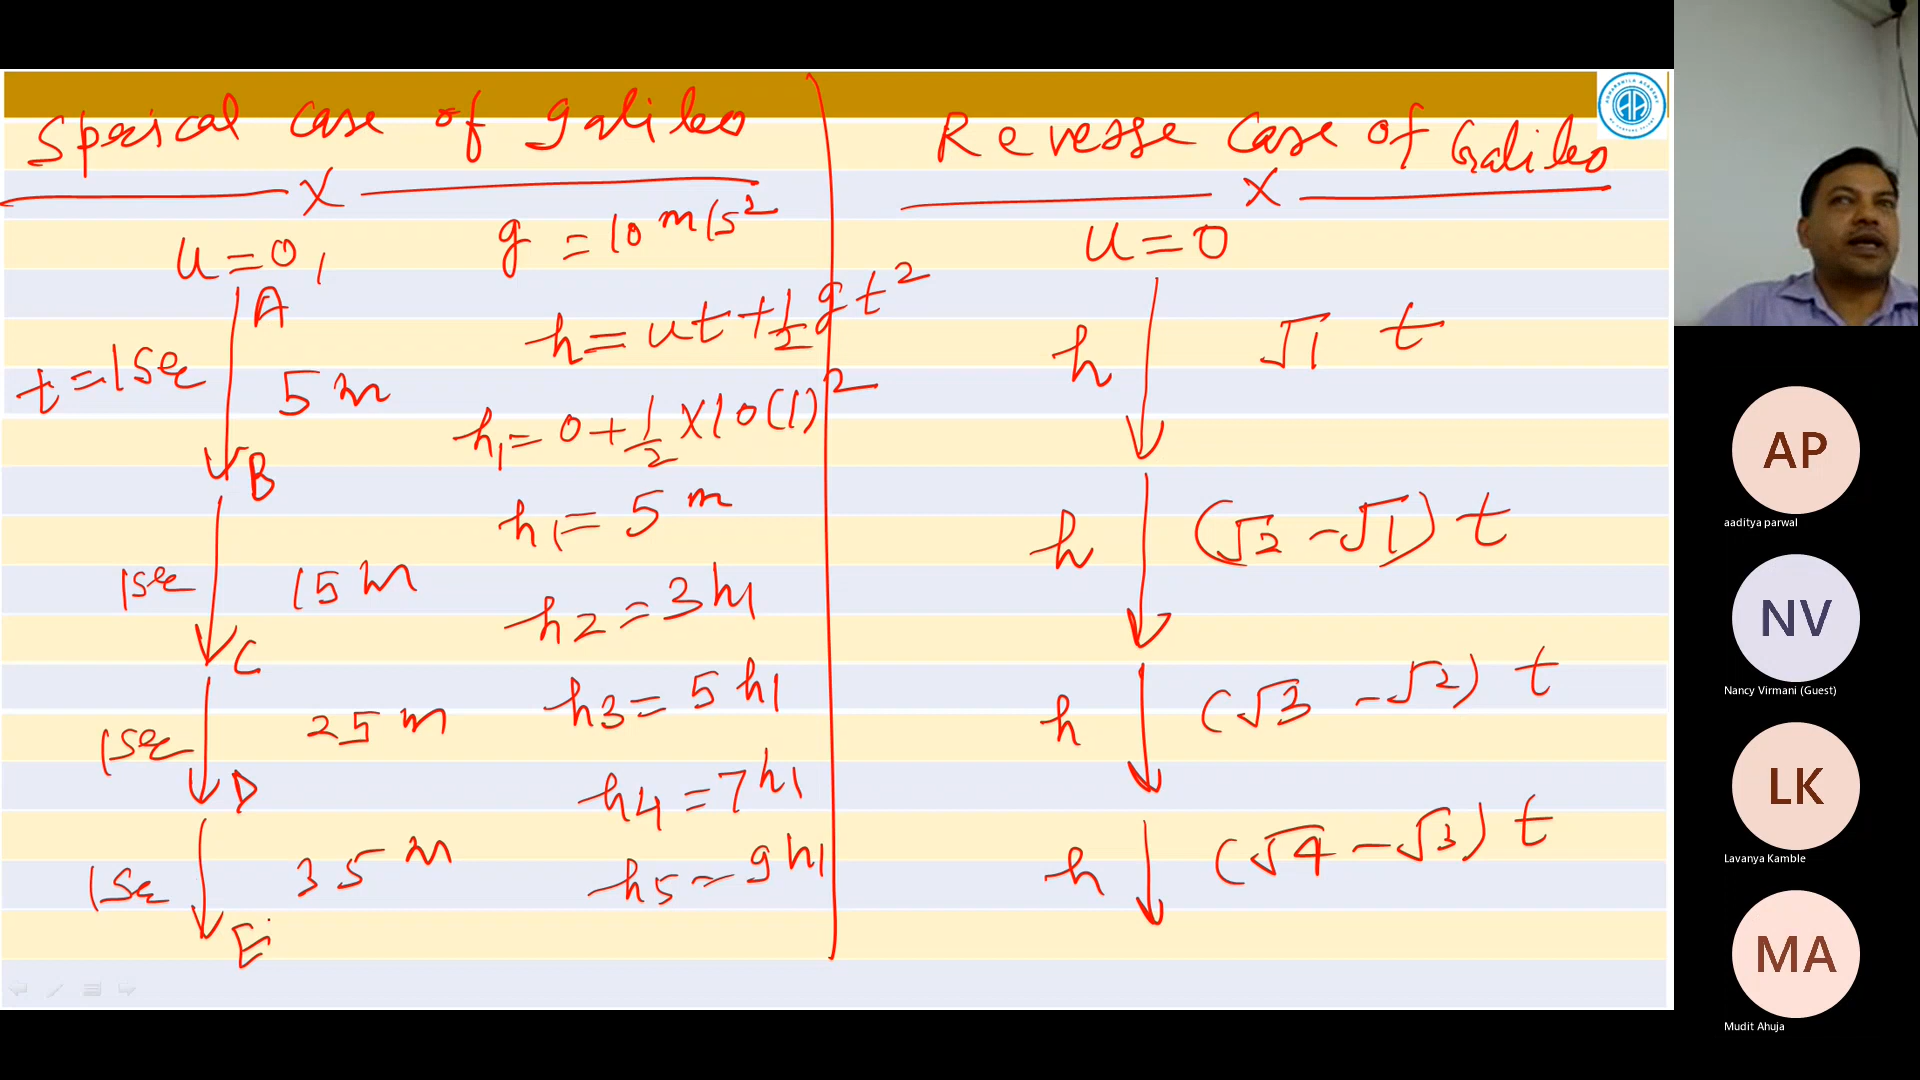 Sperical case of galileo
u=0,
g = 10 m/s²
A
t=1sec
5 m
h = ut+½gt²
h1 = 0+½×10(1)²
B
h1 = 5 m
1sec
15 m
h2 = 3h1
C
h3 = 5h1
1sec
25 m
D
h4 = 7h1
1sec
35 m
h5 = 9h1
E
Reverse case of Galileo
u=0
h
√1 t
h
(√2 -√1) t
h
(√3 -√2) t
h
(√4 -√3) t
AP
aaditya parwal
NV
Nancy Virmani (Guest)
LK
Lavanya Kamble
MA
Mudit Ahuja